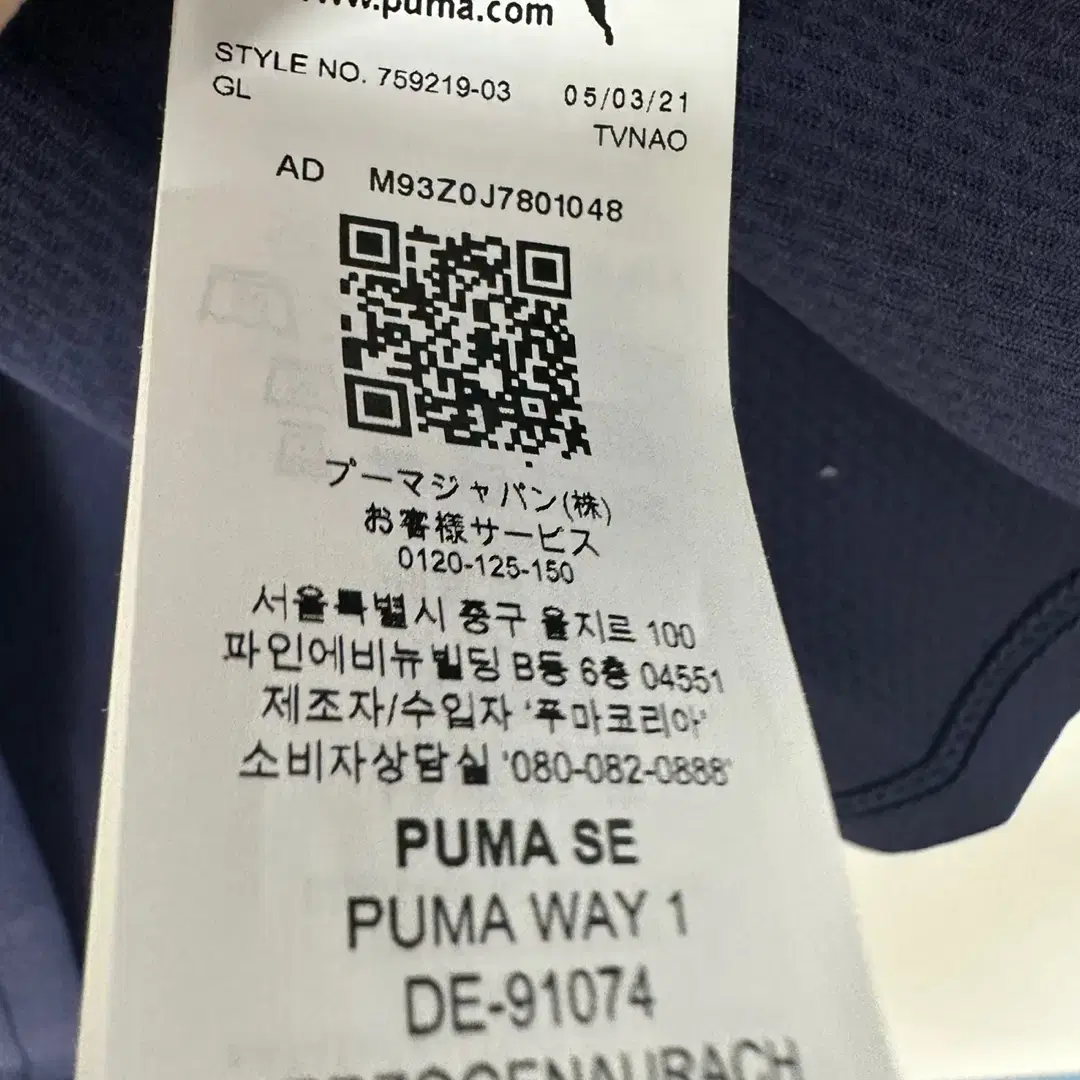 www.puma.com
STYLE NO. 759219-03 05/03/21
GL TVNAO
AD M93Z0J7801048
プーマジャパン(株)
お客様サービス
0120-125-150
서울특별시 중구 을지르 100
파인에비뉴빌딩 B동 6층 04551
제조자/수입자 '푸마코리아'
소비자상담실 '080-082-0888'
PUMA SE
PUMA WAY 1
DE-91074